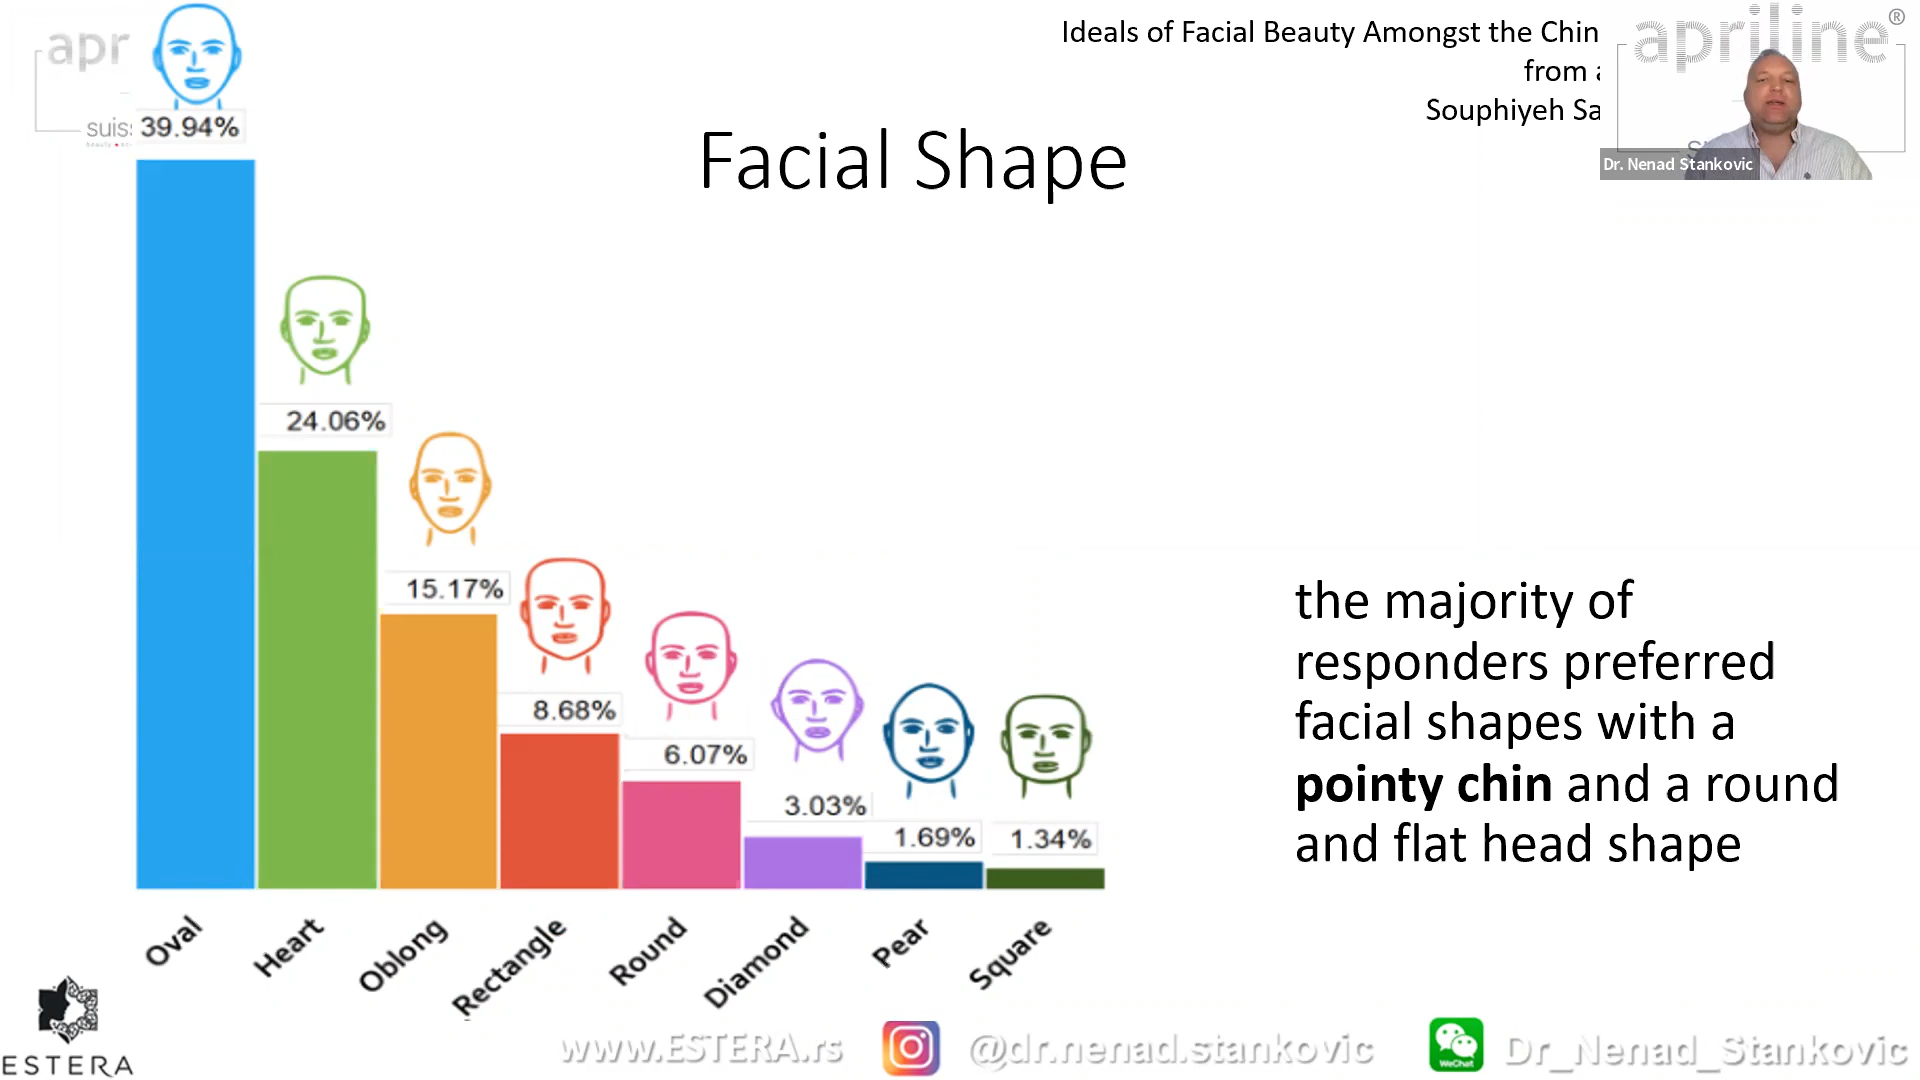 Ideals of Facial Beauty Amongst the Chin
from
Souphiyeh Sa
apriline®
apr
suis
39.94%
Dr. Nenad Stankovic
Facial Shape
24.06%
15.17%
8.68%
6.07%
3.03%
1.69%
1.34%
the majority of
responders preferred
facial shapes with a
pointy chin and a round
and flat head shape
Oval
Heart
Oblong
Rectangle
Round
Diamond
Pear
Square
ESTERA
www.ESTERA.rs
@dr.nenad.stankovic
WeChat
Dr_Nenad_Stankovic